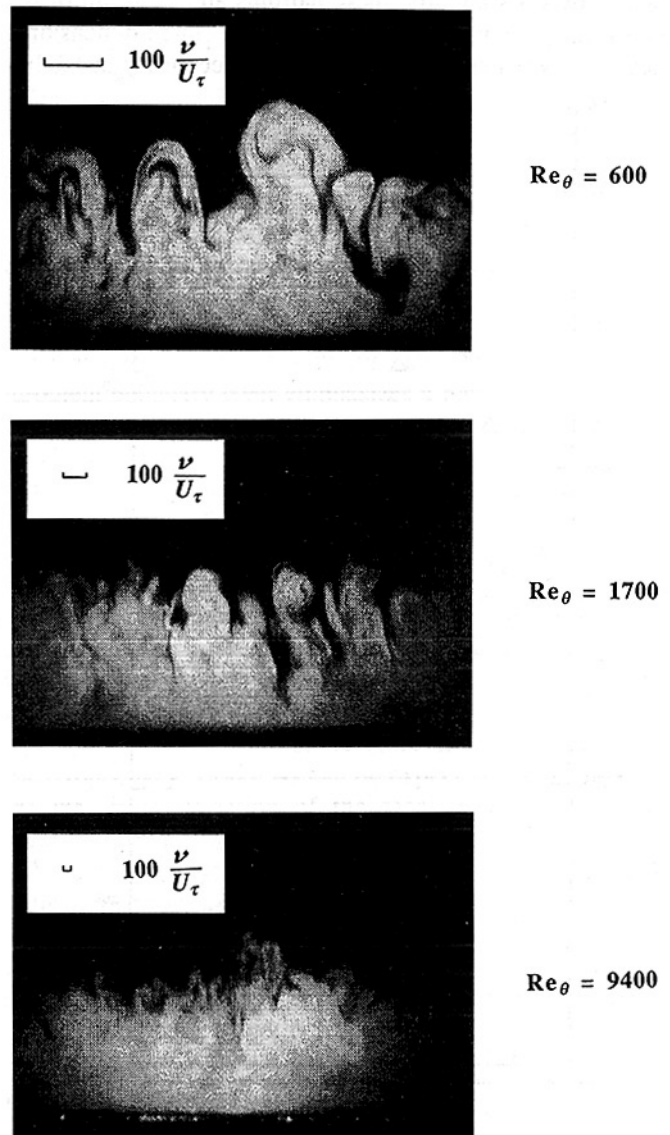 100 ν/U_τ
Re_θ = 600
100 ν/U_τ
Re_θ = 1700
100 ν/U_τ
Re_θ = 9400